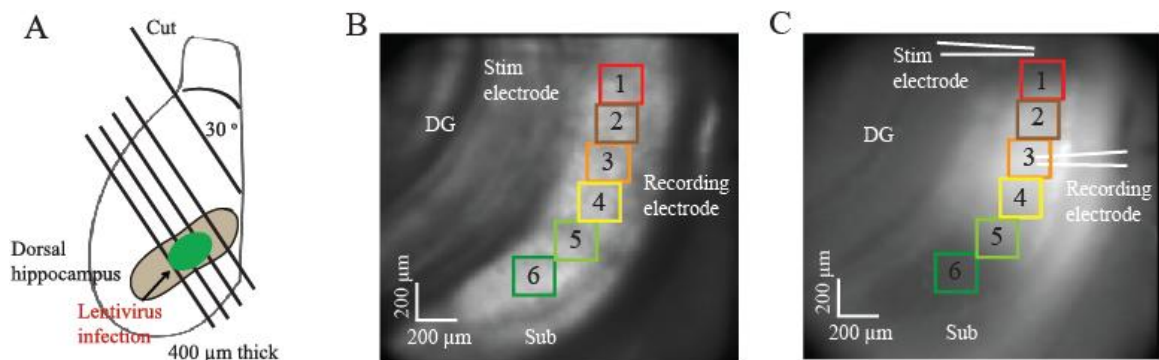 A
Cut
30 °
Dorsal
hippocampus
Lentivirus
infection
400 µm thick
B
Stim
electrode
DG
1
2
3
4
5
6
Recording
electrode
200 µm
200 µm
Sub
C
Stim
electrode
DG
1
2
3
4
5
6
Recording
electrode
200 µm
200 µm
Sub